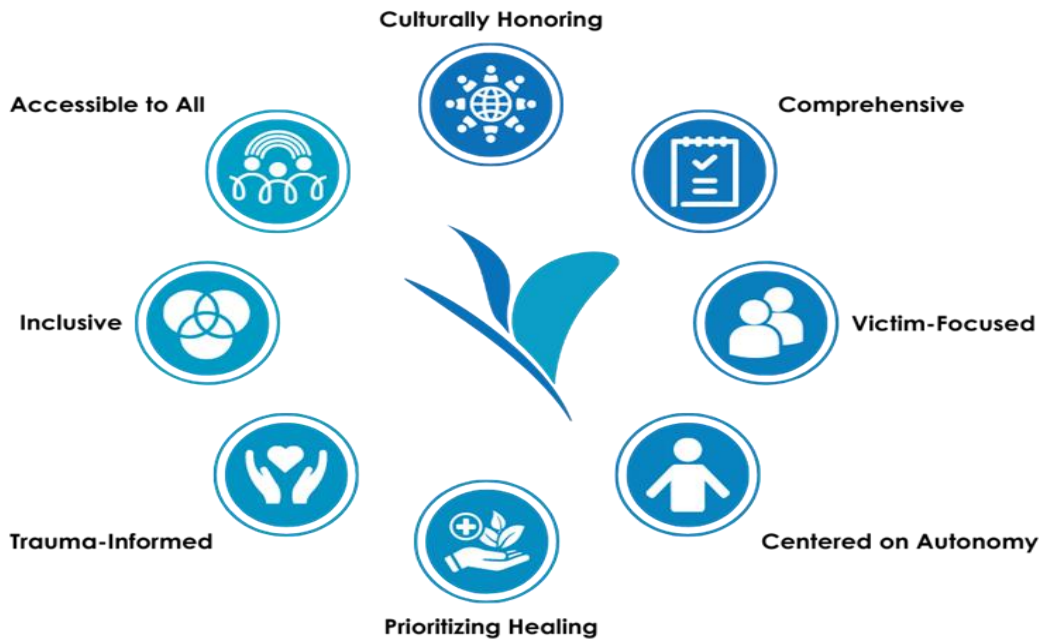 Culturally Honoring
Accessible to All
Comprehensive
Inclusive
Victim-Focused
Trauma-Informed
Centered on Autonomy
Prioritizing Healing